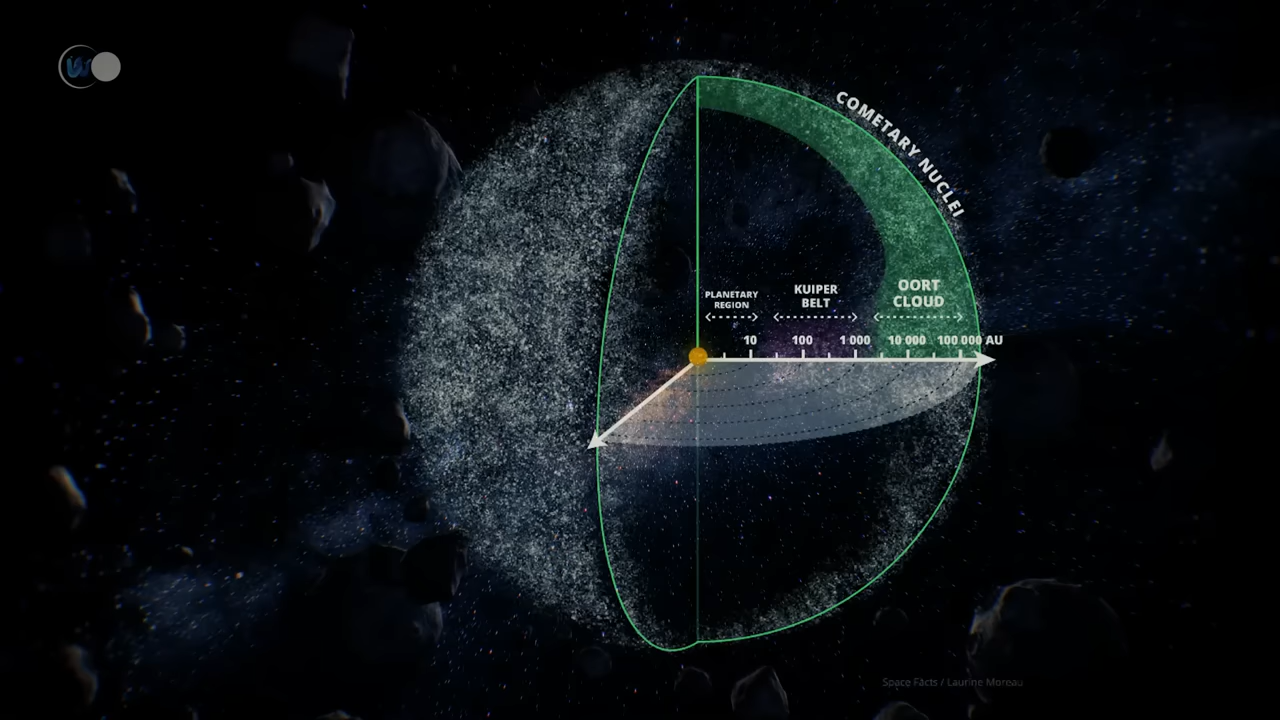 COMETARY NUCLEI
PLANETARY
REGION
KUIPER
BELT
OORT
CLOUD
10 100 1 000 10 000 100 000 AU
Space Facts / Laurine Moreau